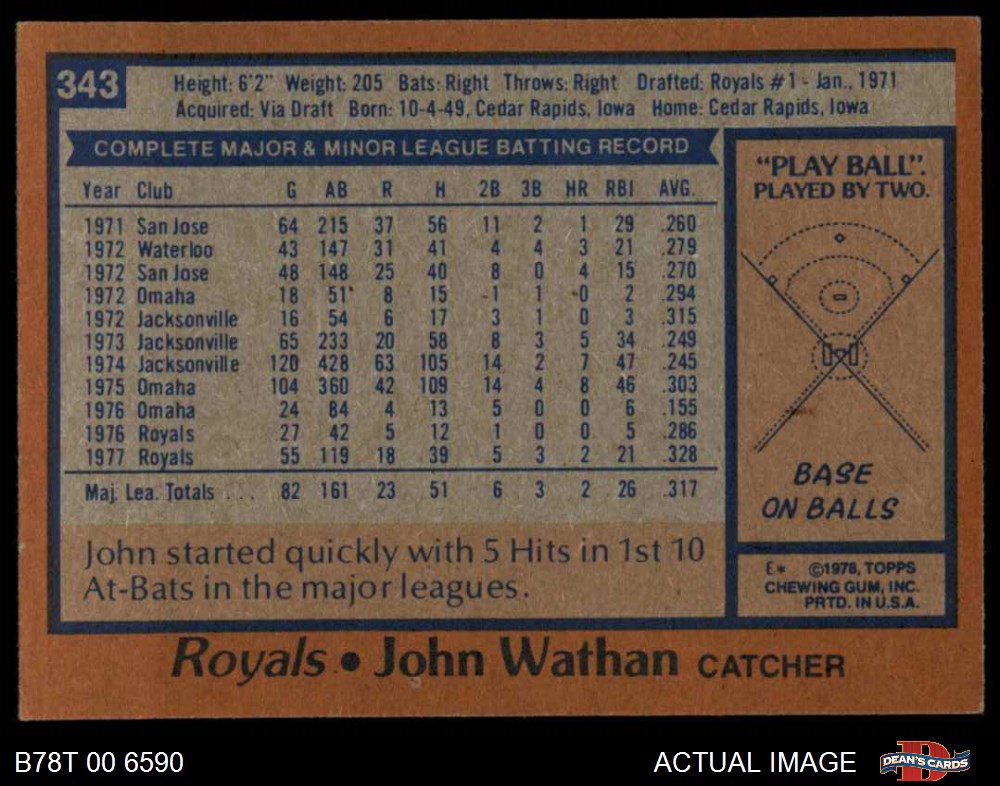 343
Height: 6'2" Weight: 205 Bats: Right Throws: Right Drafted: Royals #1 - Jan., 1971
Acquired: Via Draft Born: 10-4-49, Cedar Rapids, Iowa Home: Cedar Rapids, Iowa
COMPLETE MAJOR & MINOR LEAGUE BATTING RECORD
Year Club G AB R H 2B 3B HR RBI AVG.
1971 San Jose 64 215 37 56 11 2 1 29 .260
1972 Waterloo 43 147 31 41 4 4 3 21 .279
1972 San Jose 48 148 25 40 8 0 4 15 .270
1972 Omaha 18 51 8 15 1 1 0 2 .294
1972 Jacksonville 16 54 6 17 3 1 0 3 .315
1973 Jacksonville 65 233 20 58 8 3 5 34 .249
1974 Jacksonville 120 428 63 105 14 2 7 47 .245
1975 Omaha 104 360 42 109 14 4 8 46 .303
1976 Omaha 24 84 4 13 5 0 0 6 .155
1976 Royals 27 42 5 12 1 0 0 5 .286
1977 Royals 55 119 18 39 5 3 2 21 .328
Maj. Lea. Totals . . . 82 161 23 51 6 3 2 26 .317
John started quickly with 5 Hits in 1st 10
At-Bats in the major leagues.
"PLAY BALL".
PLAYED BY TWO.
BASE
ON BALLS
E* ©1978, TOPPS
CHEWING GUM, INC.
PRTD. IN U.S.A.
Royals • John Wathan CATCHER
B78T 00 6590
ACTUAL IMAGE
DEAN'S CARDS